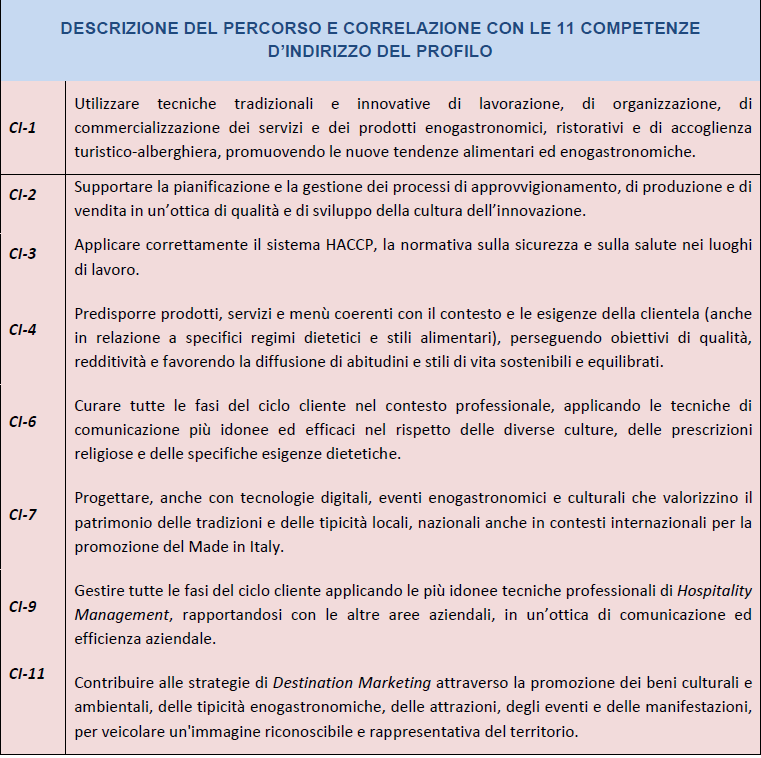 DESCRIZIONE DEL PERCORSO E CORRELAZIONE CON LE 11 COMPETENZE
D'INDIRIZZO DEL PROFILO
CI-1
Utilizzare tecniche tradizionali e innovative di lavorazione, di organizzazione, di
commercializzazione dei servizi e dei prodotti enogastronomici, ristorativi e di accoglienza
turistico-alberghiera, promuovendo le nuove tendenze alimentari ed enogastronomiche.
CI-2
Supportare la pianificazione e la gestione dei processi di approvvigionamento, di produzione e di
vendita in un'ottica di qualità e di sviluppo della cultura dell'innovazione.
CI-3
Applicare correttamente il sistema HACCP, la normativa sulla sicurezza e sulla salute nei luoghi
di lavoro.
CI-4
Predisporre prodotti, servizi e menù coerenti con il contesto e le esigenze della clientela (anche
in relazione a specifici regimi dietetici e stili alimentari), perseguendo obiettivi di qualità,
redditività e favorendo la diffusione di abitudini e stili di vita sostenibili e equilibrati.
CI-6
Curare tutte le fasi del ciclo cliente nel contesto professionale, applicando le tecniche di
comunicazione più idonee ed efficaci nel rispetto delle diverse culture, delle prescrizioni
religiose e delle specifiche esigenze dietetiche.
CI-7
Progettare, anche con tecnologie digitali, eventi enogastronomici e culturali che valorizzino il
patrimonio delle tradizioni e delle tipicità locali, nazionali anche in contesti internazionali per la
promozione del Made in Italy.
CI-9
Gestire tutte le fasi del ciclo cliente applicando le più idonee tecniche professionali di Hospitality
Management, rapportandosi con le altre aree aziendali, in un'ottica di comunicazione ed
efficienza aziendale.
CI-11
Contribuire alle strategie di Destination Marketing attraverso la promozione dei beni culturali e
ambientali, delle tipicità enogastronomiche, delle attrazioni, degli eventi e delle manifestazioni,
per veicolare un'immagine riconoscibile e rappresentativa del territorio.